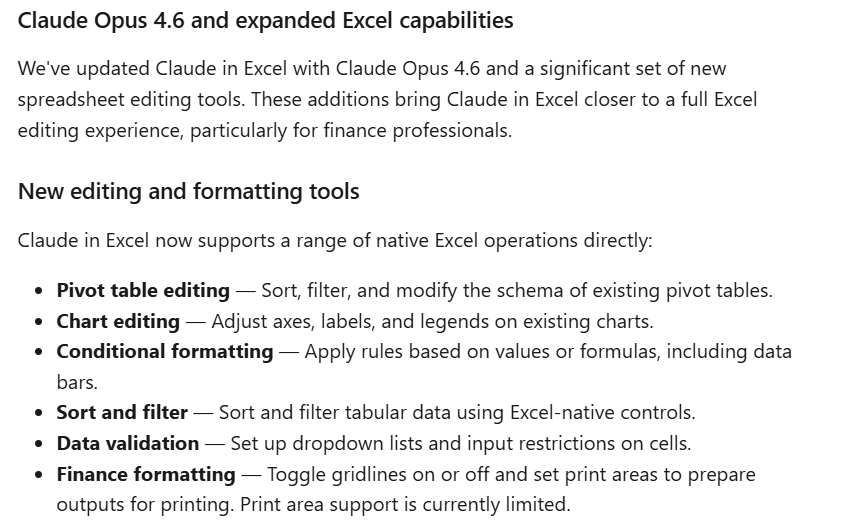 Claude Opus 4.6 and expanded Excel capabilities
We've updated Claude in Excel with Claude Opus 4.6 and a significant set of new
spreadsheet editing tools. These additions bring Claude in Excel closer to a full Excel
editing experience, particularly for finance professionals.
New editing and formatting tools
Claude in Excel now supports a range of native Excel operations directly:
• Pivot table editing — Sort, filter, and modify the schema of existing pivot tables.
• Chart editing — Adjust axes, labels, and legends on existing charts.
• Conditional formatting — Apply rules based on values or formulas, including data
bars.
• Sort and filter — Sort and filter tabular data using Excel-native controls.
• Data validation — Set up dropdown lists and input restrictions on cells.
• Finance formatting — Toggle gridlines on or off and set print areas to prepare
outputs for printing. Print area support is currently limited.